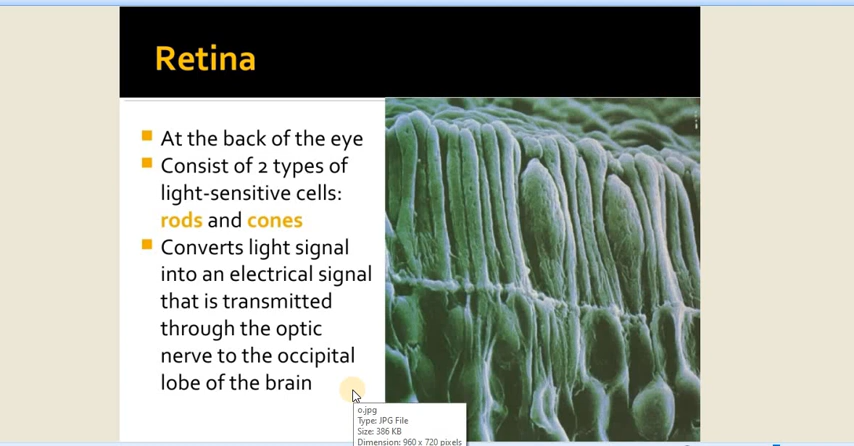 Retina
At the back of the eye
Consist of 2 types of
light-sensitive cells:
rods and cones
Converts light signal
into an electrical signal
that is transmitted
through the optic
nerve to the occipital
lobe of the brain
o.jpg
Type: JPG File
Size: 386 KB
Dimension: 960 x 720 pixels